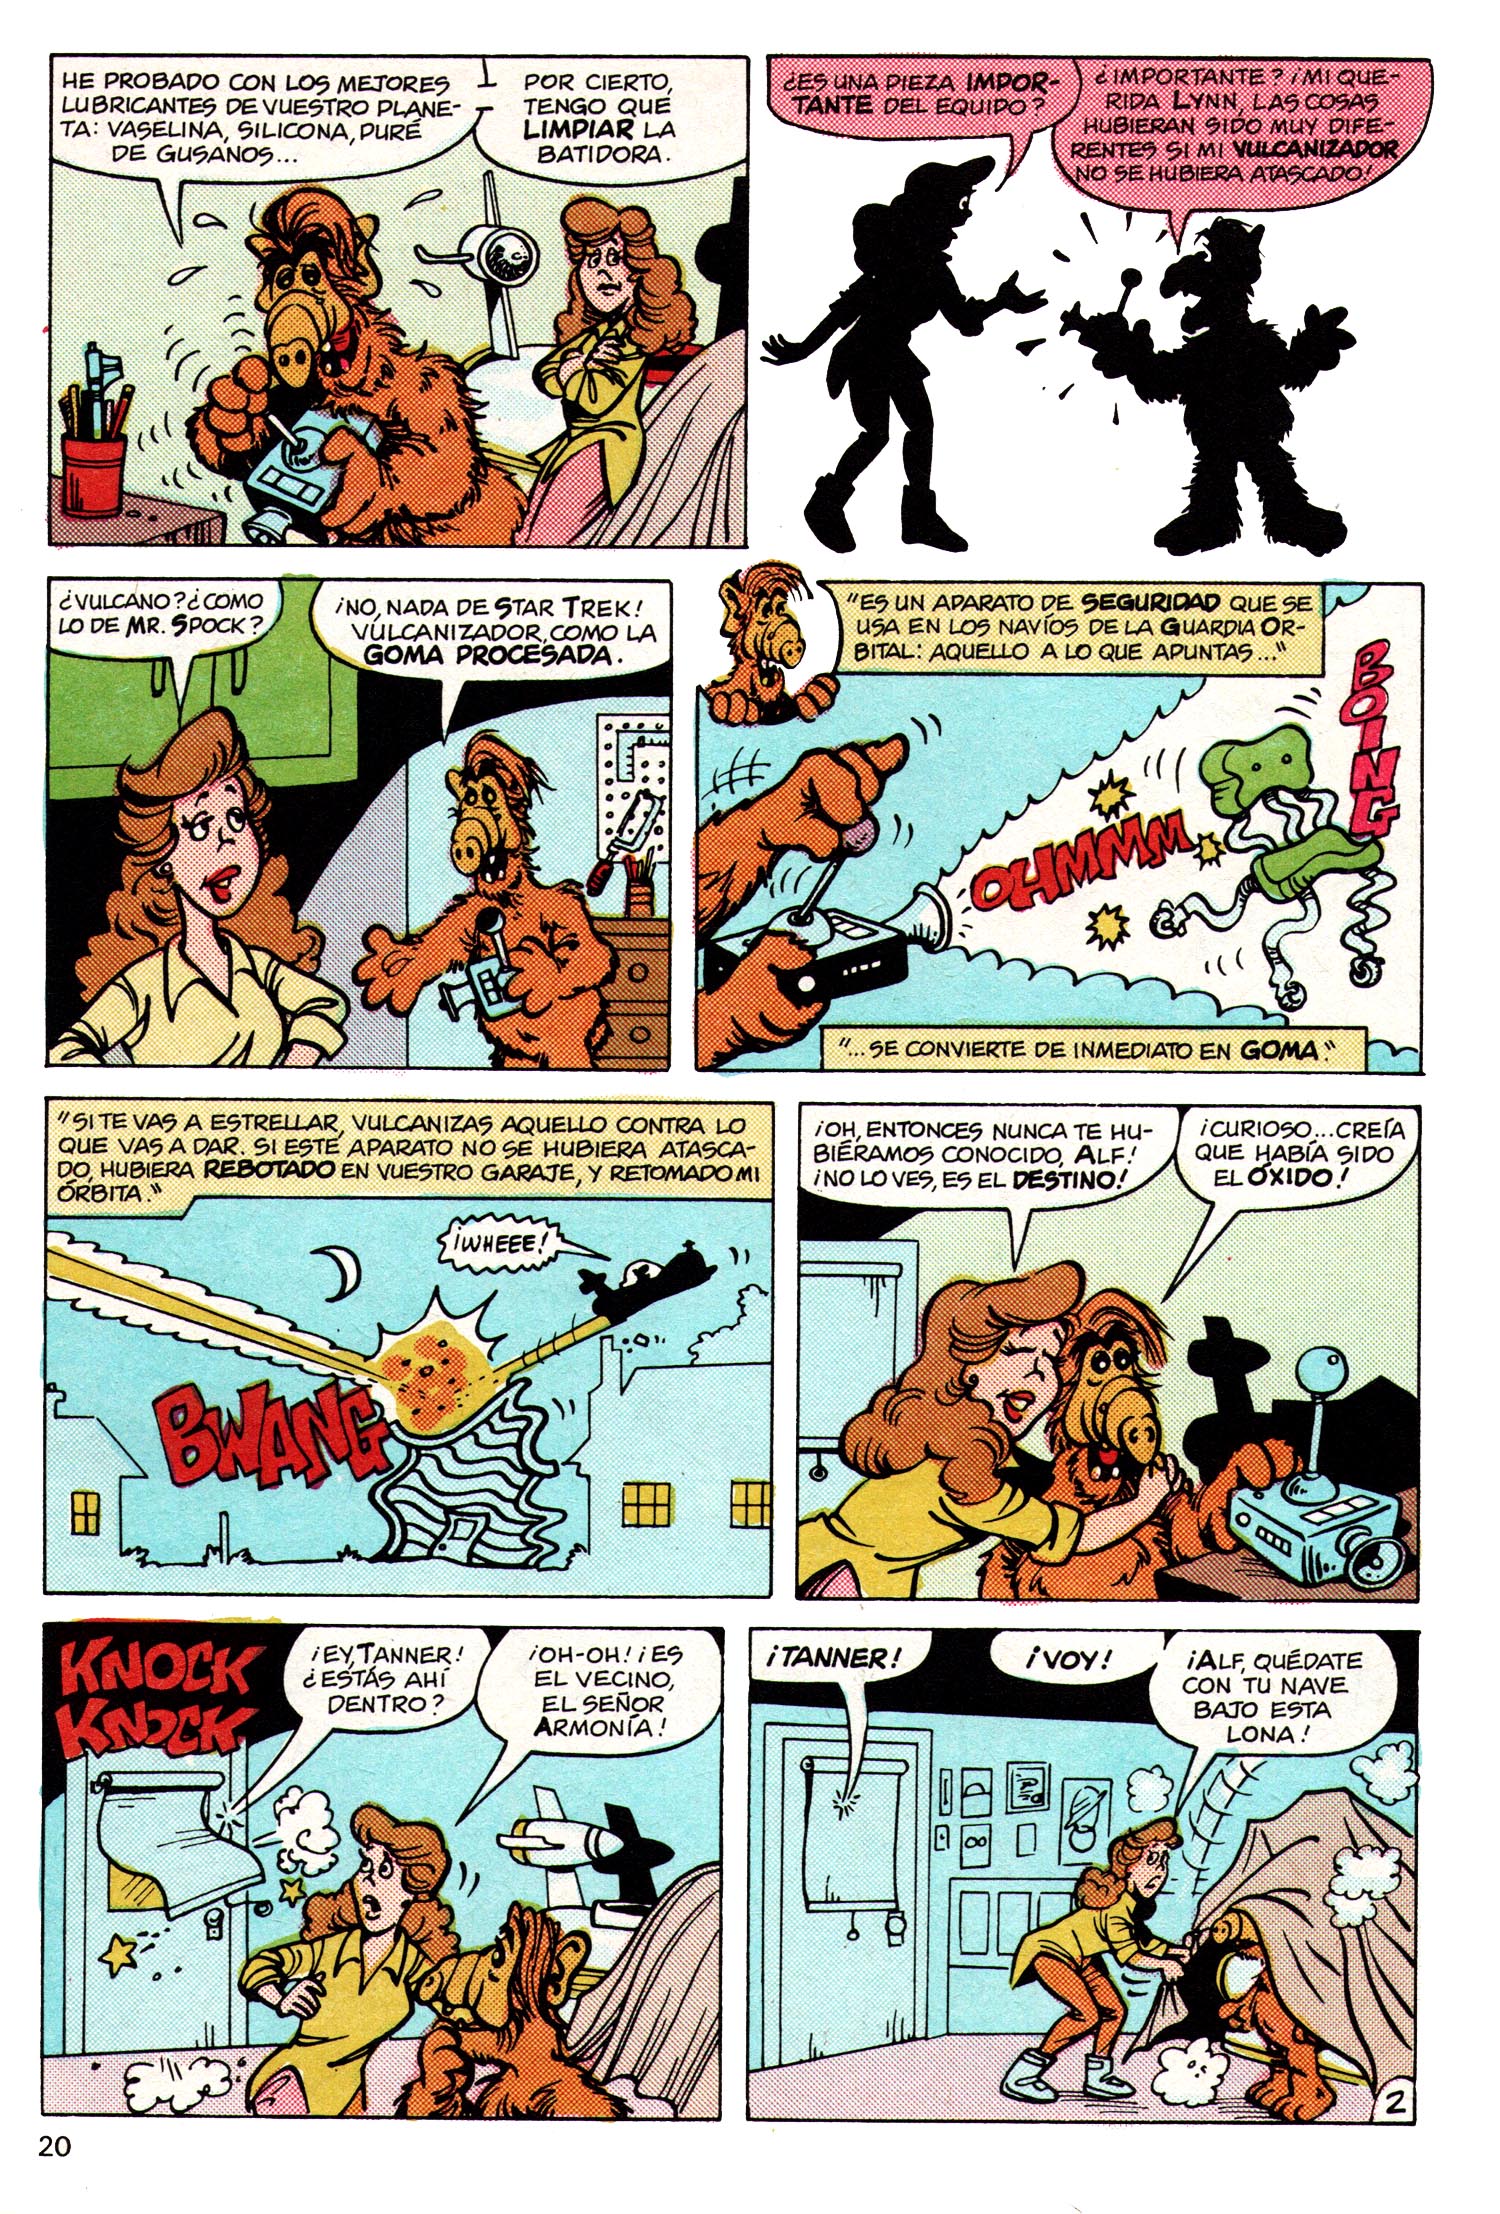 HE PROBADO CON LOS MEJORES
LUBRICANTES DE VUESTRO PLANE-
TA: VASELINA, SILICONA, PURÉ
DE GUSANOS...
POR CIERTO,
TENGO QUE
LIMPIAR LA
BATIDORA.
¿ES UNA PIEZA IMPOR-
TANTE DEL EQUIPO?
¿IMPORTANTE? ¡MI QUE-
RIDA LYNN, LAS COSAS
HUBIERAN SIDO MUY DIFE-
RENTES SI MI VULCANIZADOR
NO SE HUBIERA ATASCADO!
¿VULCANO? ¿COMO
LO DE MR. SPOCK?
¡NO, NADA DE STAR TREK!
VULCANIZADOR, COMO LA
GOMA PROCESADA.
"ES UN APARATO DE SEGURIDAD QUE SE
USA EN LOS NAVÍOS DE LA GUARDIA OR-
BITAL: AQUELLO A LO QUE APUNTAS..."
OHMMMM
BOING
"...SE CONVIERTE DE INMEDIATO EN GOMA."
"SI TE VAS A ESTRELLAR, VULCANIZAS AQUELLO CONTRA LO
QUE VAS A DAR. SI ESTE APARATO NO SE HUBIERA ATASCA-
DO, HUBIERA REBOTADO EN VUESTRO GARAJE, Y RETOMADO MI
ÓRBITA."
¡WHEEE!
BWANG
¡OH, ENTONCES NUNCA TE HU-
BIÉRAMOS CONOCIDO, ALF!
¡NO LO VES, ES EL DESTINO!
¡CURIOSO... CREÍA
QUE HABÍA SIDO
EL ÓXIDO!
KNOCK
KNOCK
¡EY, TANNER!
¿ESTÁS AHÍ
DENTRO?
¡OH-OH! ¡ES
EL VECINO,
EL SEÑOR
ARMONÍA!
¡TANNER!
¡VOY!
¡ALF, QUÉDATE
CON TU NAVE
BAJO ESTA
LONA!
2
20